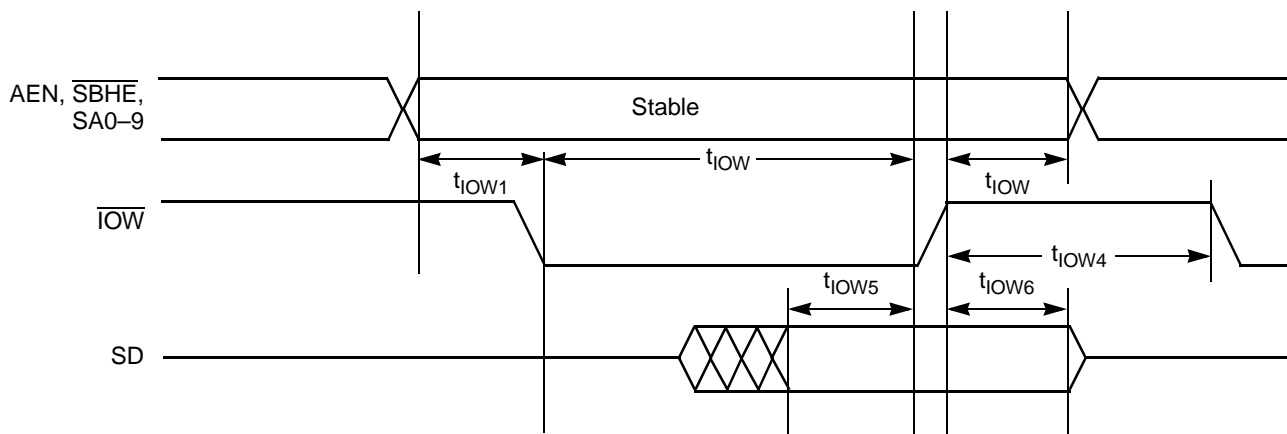 AEN, SBHE,
SA0–9
Stable
tIOW1
tIOW
tIOW
IOW
tIOW4
tIOW5
tIOW6
SD